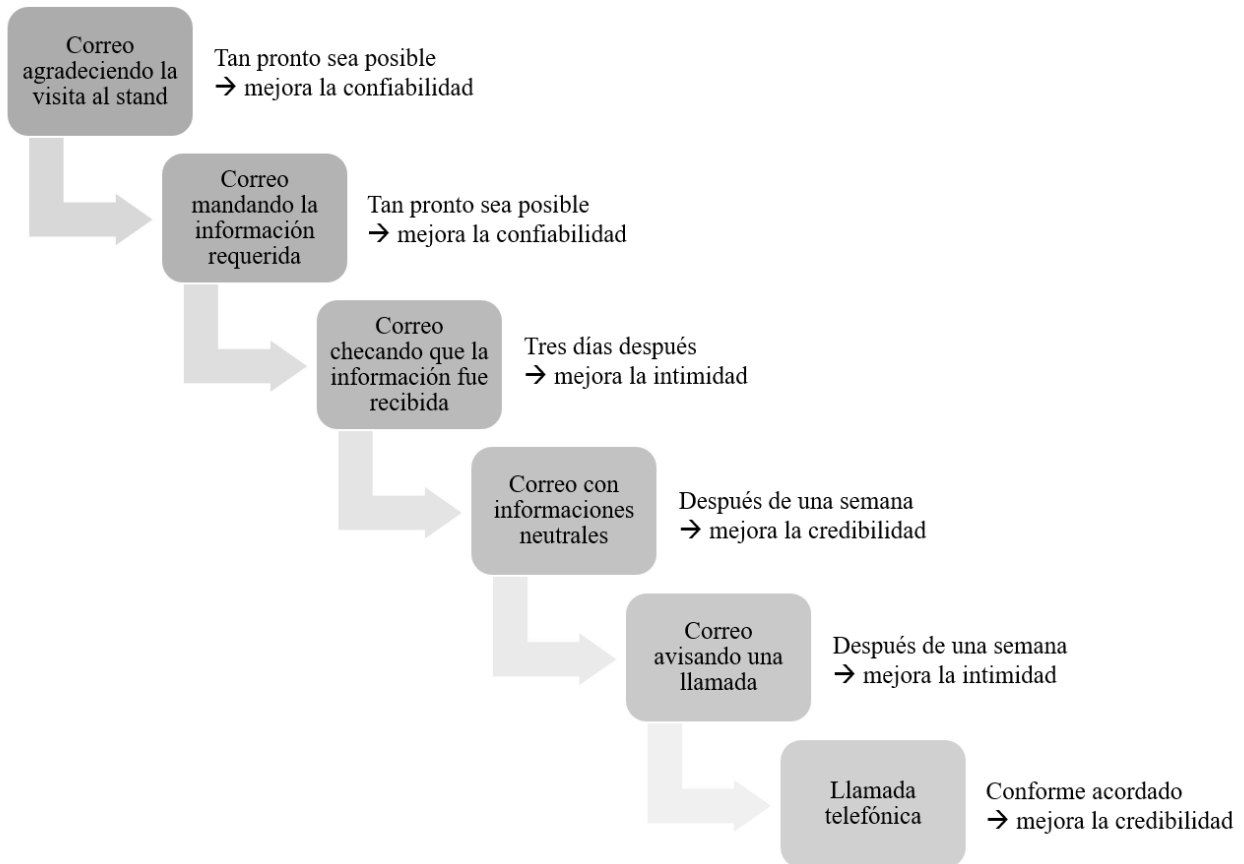 Correo
agradeciendo la
visita al stand
Tan pronto sea posible
→ mejora la confiabilidad
Correo
mandando la
información
requerida
Tan pronto sea posible
→ mejora la confiabilidad
Correo
checando que la
información fue
recibida
Tres días después
→ mejora la intimidad
Correo con
informaciones
neutrales
Después de una semana
→ mejora la credibilidad
Correo
avisando una
llamada
Después de una semana
→ mejora la intimidad
Llamada
telefónica
Conforme acordado
→ mejora la credibilidad